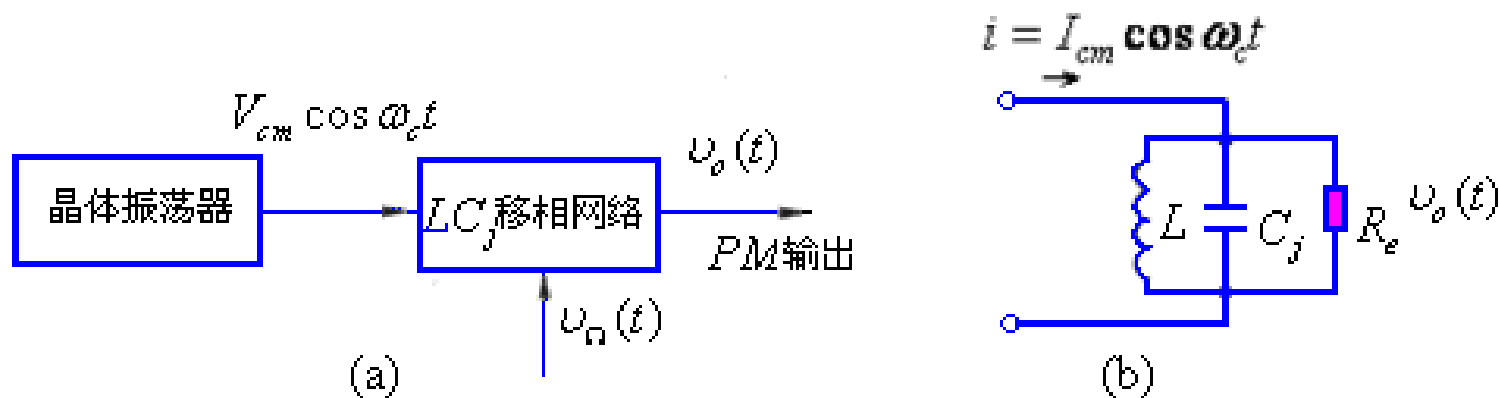 i = I_cm cos ω_c t
V_cm cos ω_c t
晶体振荡器
LC_j移相网络
υ_o(t)
PM输出
υ_Ω(t)
(a)
L
C_j
R_e
υ_o(t)
(b)